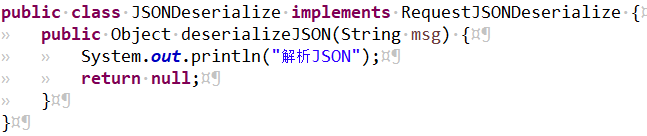 public class JSONDeserialize implements RequestJSONDeserialize {
public Object deserializeJSON(String msg) {
System.out.println("解析JSON");
return null;
}
}